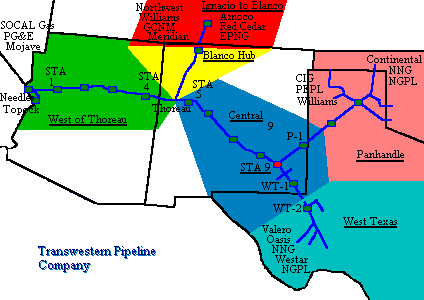 Northwest
Williams
GCNM
Meridian
Ignacio to Blanco
Amoco
Red Cedar
EPNG
SOCAL Gas
PG&E
Mojave
Blanco Hub
STA
1
STA
4
STA
5
Needles
Topock
Thoreau
West of Thoreau
Central
9
CIG
PEPL
Williams
Continental
NNG
NGPL
P-1
Panhandle
STA 9
WT-1
WT-2
West Texas
Valero
Oasis
NNG
Westar
NGPL
Transwestern Pipeline
Company